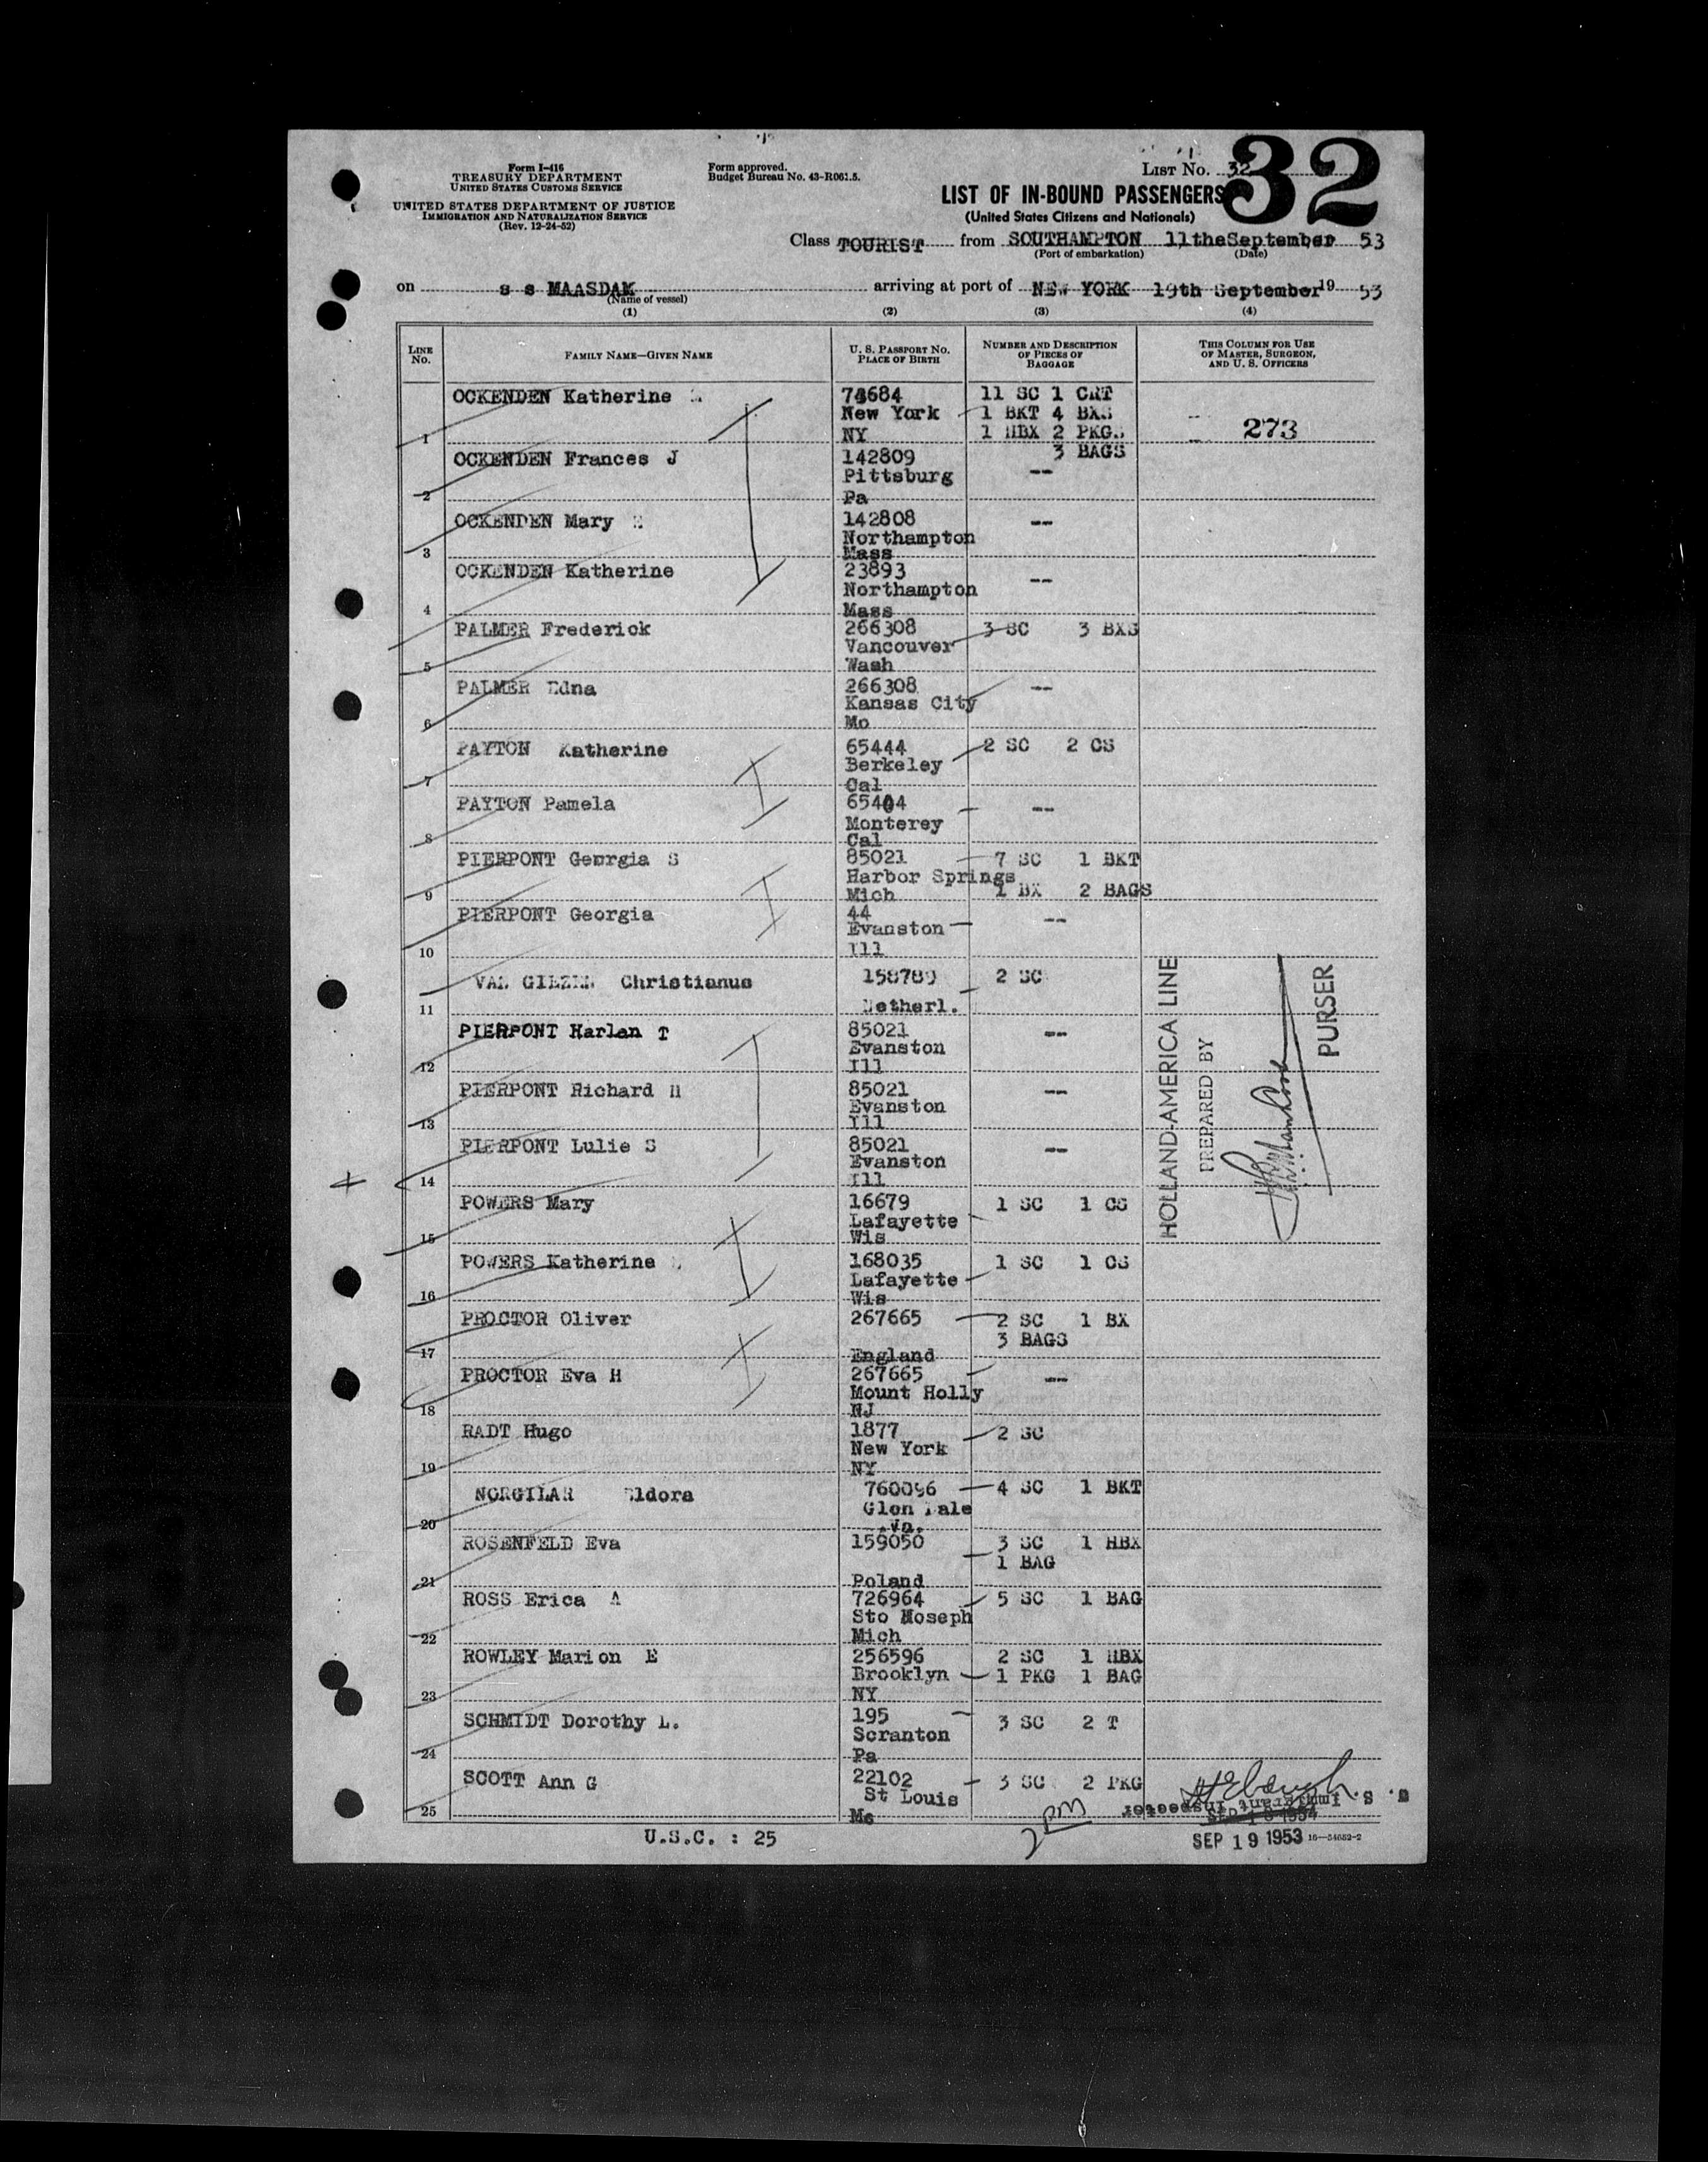 32
Form I-416
TREASURY DEPARTMENT
UNITED STATES CUSTOMS SERVICE
UNITED STATES DEPARTMENT OF JUSTICE
IMMIGRATION AND NATURALIZATION SERVICE
(Rev. 12-24-52)
Form approved.
Budget Bureau No. 43-R061.5.
LIST No. 32
LIST OF IN-BOUND PASSENGERS
(United States Citizens and Nationals)
Class TOURIST from SOUTHAMPTON 11theSeptember 53
(Port of embarkation) (Date)
on s s MAASDAM arriving at port of NEW YORK 19th September 19 53
(Name of vessel)
(1) (2) (3) (4)
LINE No. FAMILY NAME—GIVEN NAME U. S. PASSPORT No. PLACE OF BIRTH NUMBER AND DESCRIPTION OF PIECES OF BAGGAGE THIS COLUMN FOR USE OF MASTER, SURGEON, AND U. S. OFFICERS
OCKENDEN Katherine 74684 11 SC 1 CRT
New York 1 BKT 4 BXS
1 NY 1 HBX 2 PKGS 273
3 BAGS
OCKENDEN Frances J 142809
Pittsburg --
2 Pa
OCKENDEN Mary 142808 --
Northampton
3 Mass
OCKENDEN Katherine 23893 --
Northampton
4 Mass
PALMER Frederick 266308 3 SC 3 BXS
Vancouver
5 Wash
PALMER Edna 266308 --
Kansas City
6 Mo
PAYTON Katherine 65444 2 SC 2 CS
Berkeley
7 Cal
PAYTON Pamela 65404 --
Monterey
8 Cal
PIERPONT Georgia S 85021 7 SC 1 BKT
Harbor Springs
9 Mich 1 BX 2 BAGS
PIERPONT Georgia 44 --
Evanston
10 Ill
Christianus 158789 2 SC
11 Netherl.
PIERPONT Harlan T 85021 --
Evanston
12 Ill
PIERPONT Richard H 85021 --
Evanston
13 Ill
PIERPONT Lulie S 85021 --
Evanston
14 Ill
POWERS Mary 16679 1 SC 1 CS
Lafayette
15 Wis
POWERS Katherine 168035 1 SC 1 CS
Lafayette
16 Wis
PROCTOR Oliver 267665 2 SC 1 BX
3 BAGS
17 England
PROCTOR Eva H 267665 --
Mount Holly
18 NJ
RADT Hugo 1877 2 SC
New York
19 NY
NORGILAR Eldora 760096 4 SC 1 BKT
Glen Dale
20
ROSENFELD Eva 159050 3 SC 1 HBX
1 BAG
21 Poland
ROSS Erica A 726964 5 SC 1 BAG
Sto Hoseph
22 Mich
ROWLEY Marion E 256596 2 SC 1 HBX
Brooklyn 1 PKG 1 BAG
23 NY
SCHMIDT Dorothy L. 195 3 SC 2 T
Scranton
24 Pa
SCOTT Ann G 22102 3 SC 2 PKG
St Louis
25 Mo
HOLLAND-AMERICA LINE
PREPARED BY
PURSER
U. S. Immigrant Inspector
2 PM
SEP 19 1953
U.S.C. : 25
16—54652-2